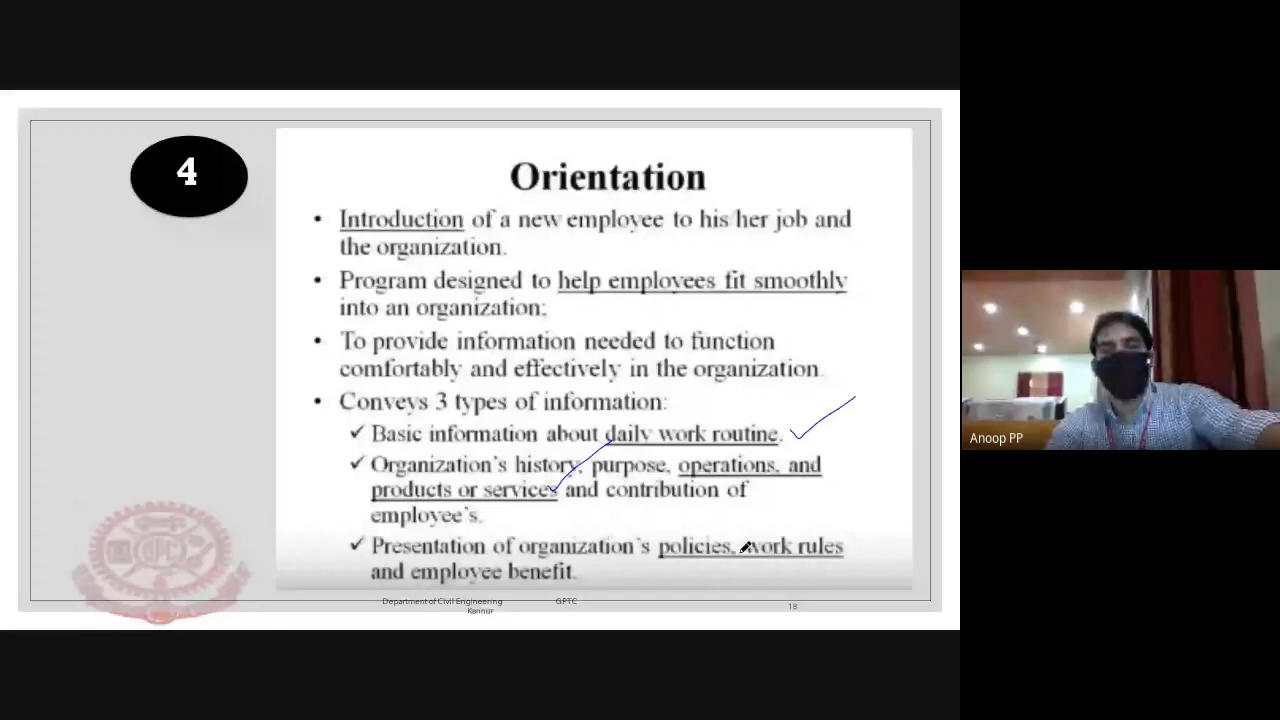 4
Orientation
• Introduction of a new employee to his/her job and
the organization.
• Program designed to help employees fit smoothly
into an organization;
• To provide information needed to function
comfortably and effectively in the organization.
• Conveys 3 types of information:
✓ Basic information about daily work routine.
✓ Organization's history, purpose, operations, and
products or services and contribution of
employee's.
✓ Presentation of organization's policies, work rules
and employee benefit.
Department of Civil Engineering GPTC
Kannur
18
GPTC
Anoop PP